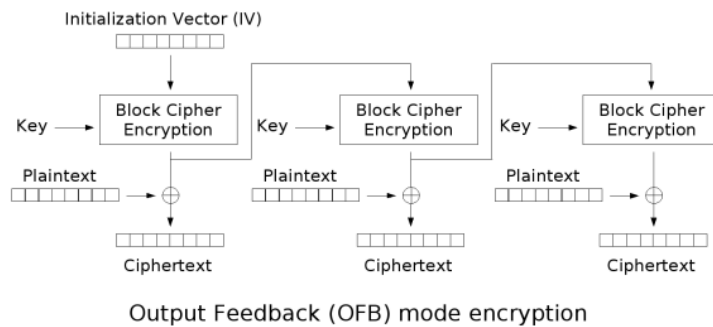 Initialization Vector (IV)
Block Cipher
Encryption
Block Cipher
Encryption
Block Cipher
Encryption
Key
Key
Key
Plaintext
Plaintext
Plaintext
Ciphertext
Ciphertext
Ciphertext
Output Feedback (OFB) mode encryption